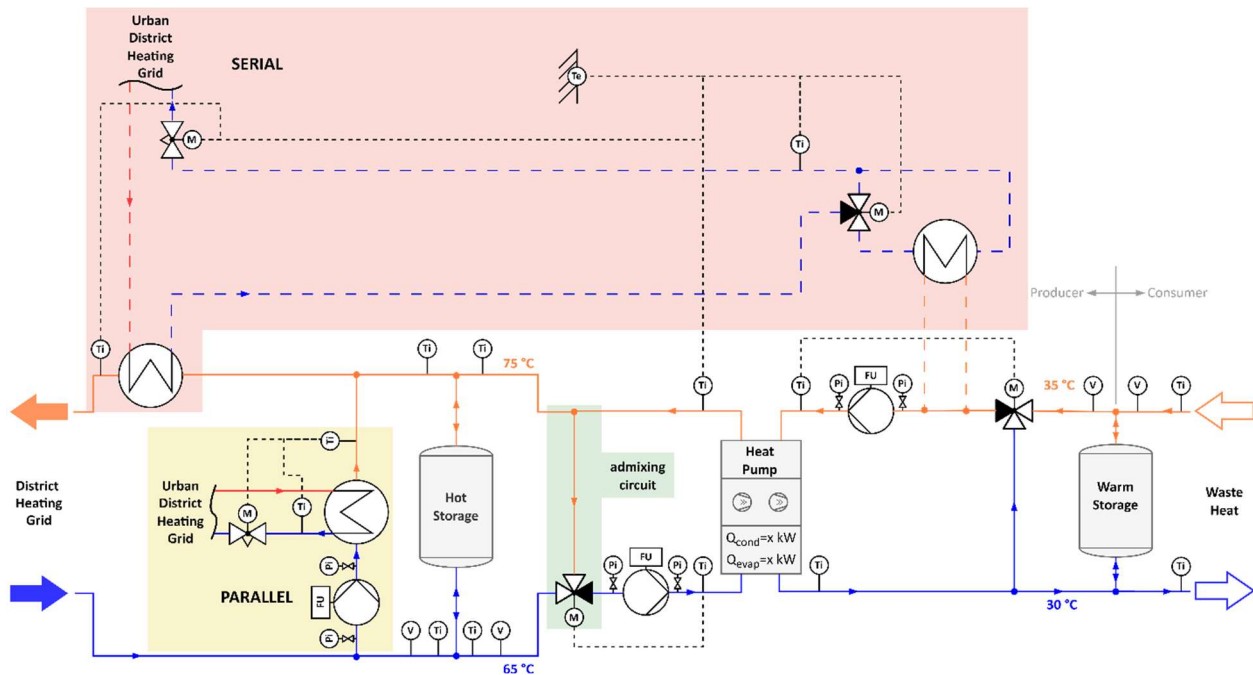 Urban
District
Heating
Grid
SERIAL
Te
M
Ti
M
Producer
Consumer
Ti
Ti
Ti
75 °C
Ti
Ti
Pi
FU
Pi
M
35 °C
V
V
Ti
Ti
Urban
District
Heating
Grid
M
Ti
Pi
FU
Pi
PARALLEL
Hot
Storage
admixing
circuit
Heat
Pump
Qcond=x kW
Qevap=x kW
Warm
Storage
District
Heating
Grid
Waste
Heat
M
Pi
FU
Pi
Ti
Ti
Ti
30 °C
V
Ti
Ti
V
65 °C